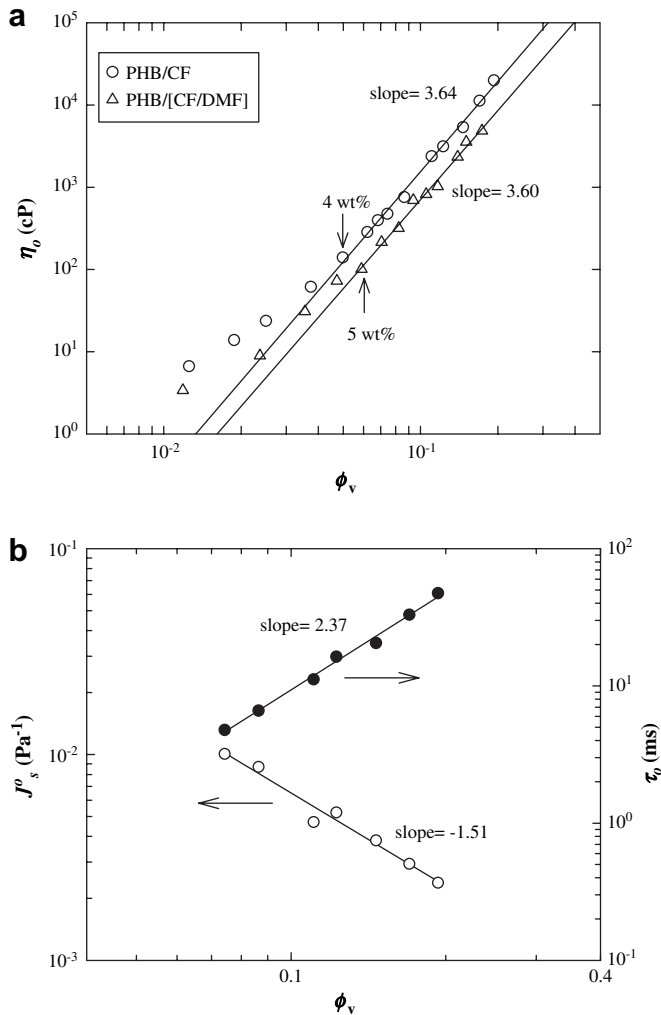 a
10^5
PHB/CF
PHB/[CF/DMF]
10^4
slope= 3.64
10^3
slope= 3.60
4 wt%
η_o (cP)
10^2
5 wt%
10^1
10^0
10^-2
10^-1
ϕ_v
b
10^-1
10^2
slope= 2.37
10^1
J^o_s (Pa^-1)
10^-2
τ_o (ms)
10^0
slope= -1.51
10^-3
10^-1
0.1
0.4
ϕ_v